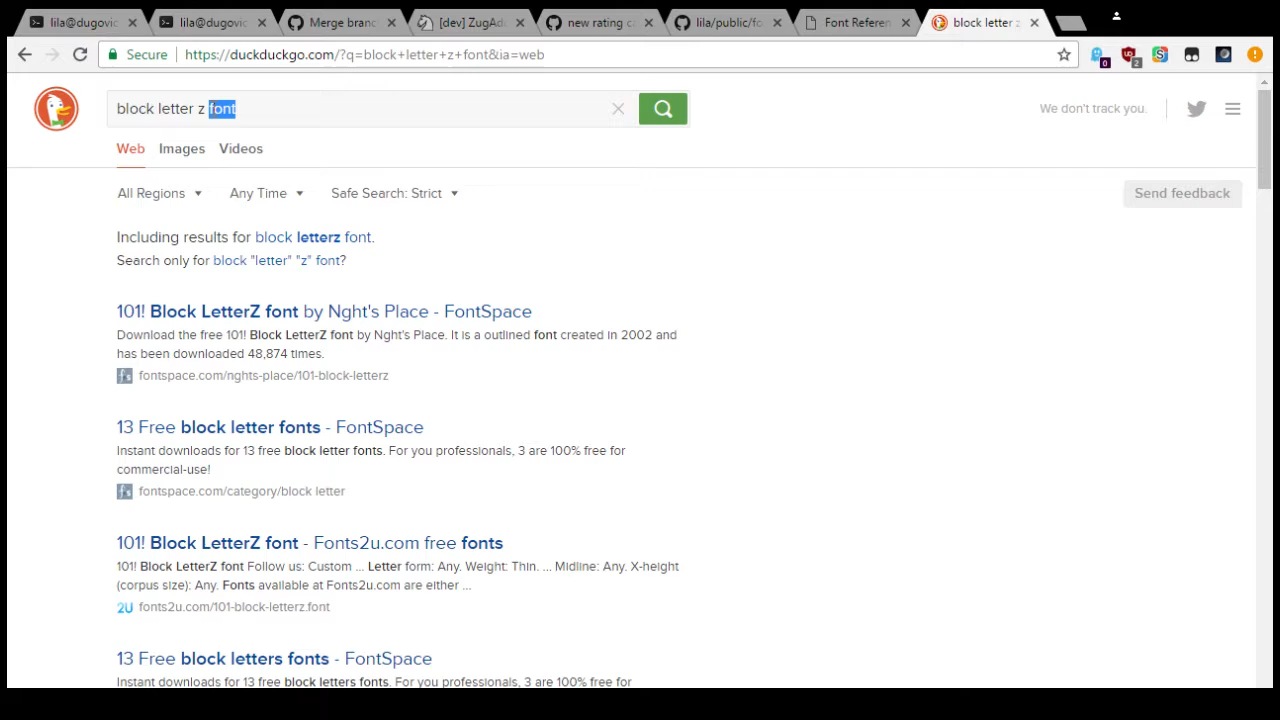 lila@dugovic
lila@dugovic
Merge branc
[dev] ZugAd
new rating ca
lila/public/fo
Font Referen
block letter z
Secure
https://duckduckgo.com/?q=block+letter+z+font&ia=web
0
2
block letter z font
We don't track you.
Web
Images
Videos
All Regions
Any Time
Safe Search: Strict
Send feedback
Including results for block letterz font.
Search only for block "letter" "z" font?
101! Block LetterZ font by Nght's Place - FontSpace
Download the free 101! Block LetterZ font by Nght's Place. It is a outlined font created in 2002 and
has been downloaded 48,874 times.
fontspace.com/nghts-place/101-block-letterz
13 Free block letter fonts - FontSpace
Instant downloads for 13 free block letter fonts. For you professionals, 3 are 100% free for
commercial-use!
fontspace.com/category/block letter
101! Block LetterZ font - Fonts2u.com free fonts
101! Block LetterZ font Follow us: Custom ... Letter form: Any. Weight: Thin. ... Midline: Any. X-height
(corpus size): Any. Fonts available at Fonts2u.com are either ...
2U fonts2u.com/101-block-letterz.font
13 Free block letters fonts - FontSpace
Instant downloads for 13 free block letters fonts. For you professionals, 3 are 100% free for